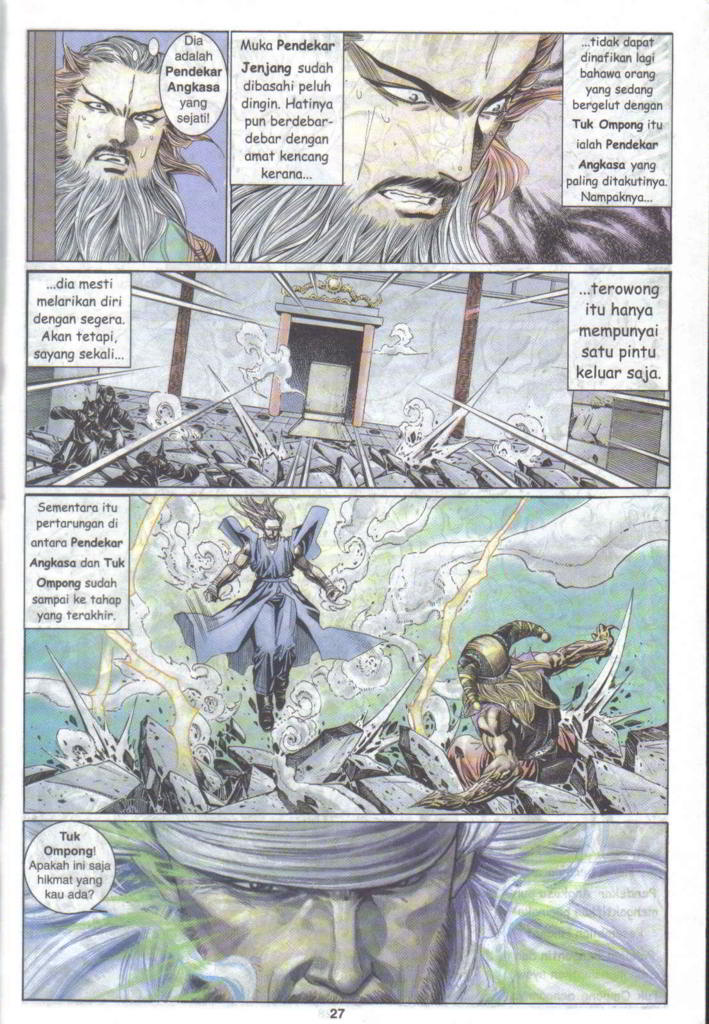 Dia
adalah
Pendekar
Angkasa
yang
sejati!
Muka Pendekar
Jenjang sudah
dibasahi peluh
dingin. Hatinya
pun berdebar-
debar dengan
amat kencang
kerana...
...tidak dapat
dinafikan lagi
bahawa orang
yang sedang
bergelut dengan
Tuk Ompong itu
ialah Pendekar
Angkasa yang
paling ditakutinya.
Nampaknya...
...dia mesti
melarikan diri
dengan segera.
Akan tetapi,
sayang sekali...
...terowong
itu hanya
mempunyai
satu pintu
keluar saja.
Sementara itu
pertarungan di
antara Pendekar
Angkasa dan Tuk
Ompong sudah
sampai ke tahap
yang terakhir.
Tuk
Ompong!
Apakah ini saja
hikmat yang
kau ada?
27